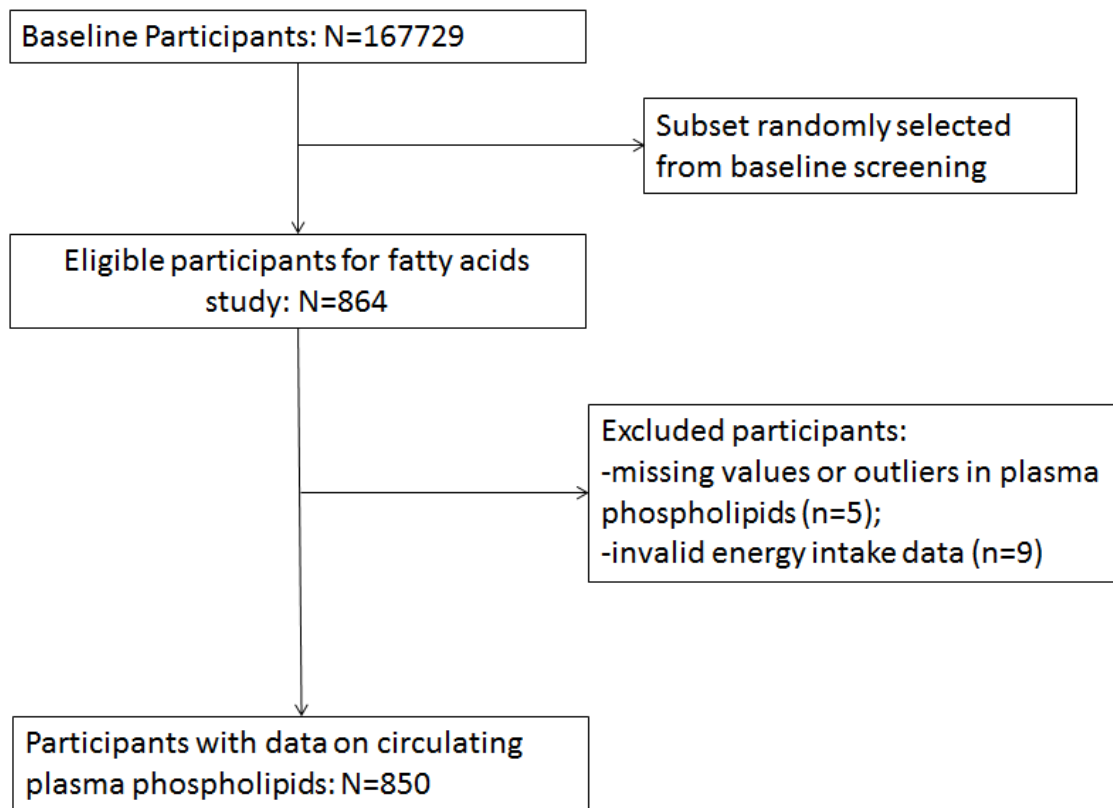 Baseline Participants: N=167729
Subset randomly selected
from baseline screening
Eligible participants for fatty acids
study: N=864
Excluded participants:
-missing values or outliers in plasma
phospholipids (n=5);
-invalid energy intake data (n=9)
Participants with data on circulating
plasma phospholipids: N=850